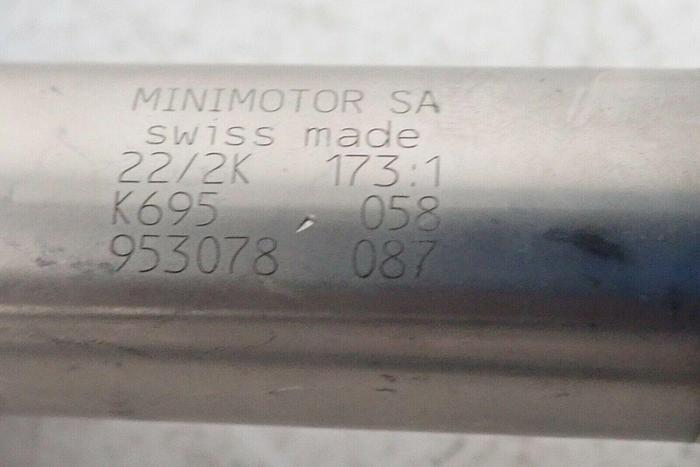 MINIMOTOR SA
swiss made
22/2K 173:1
K695 058
953078 087